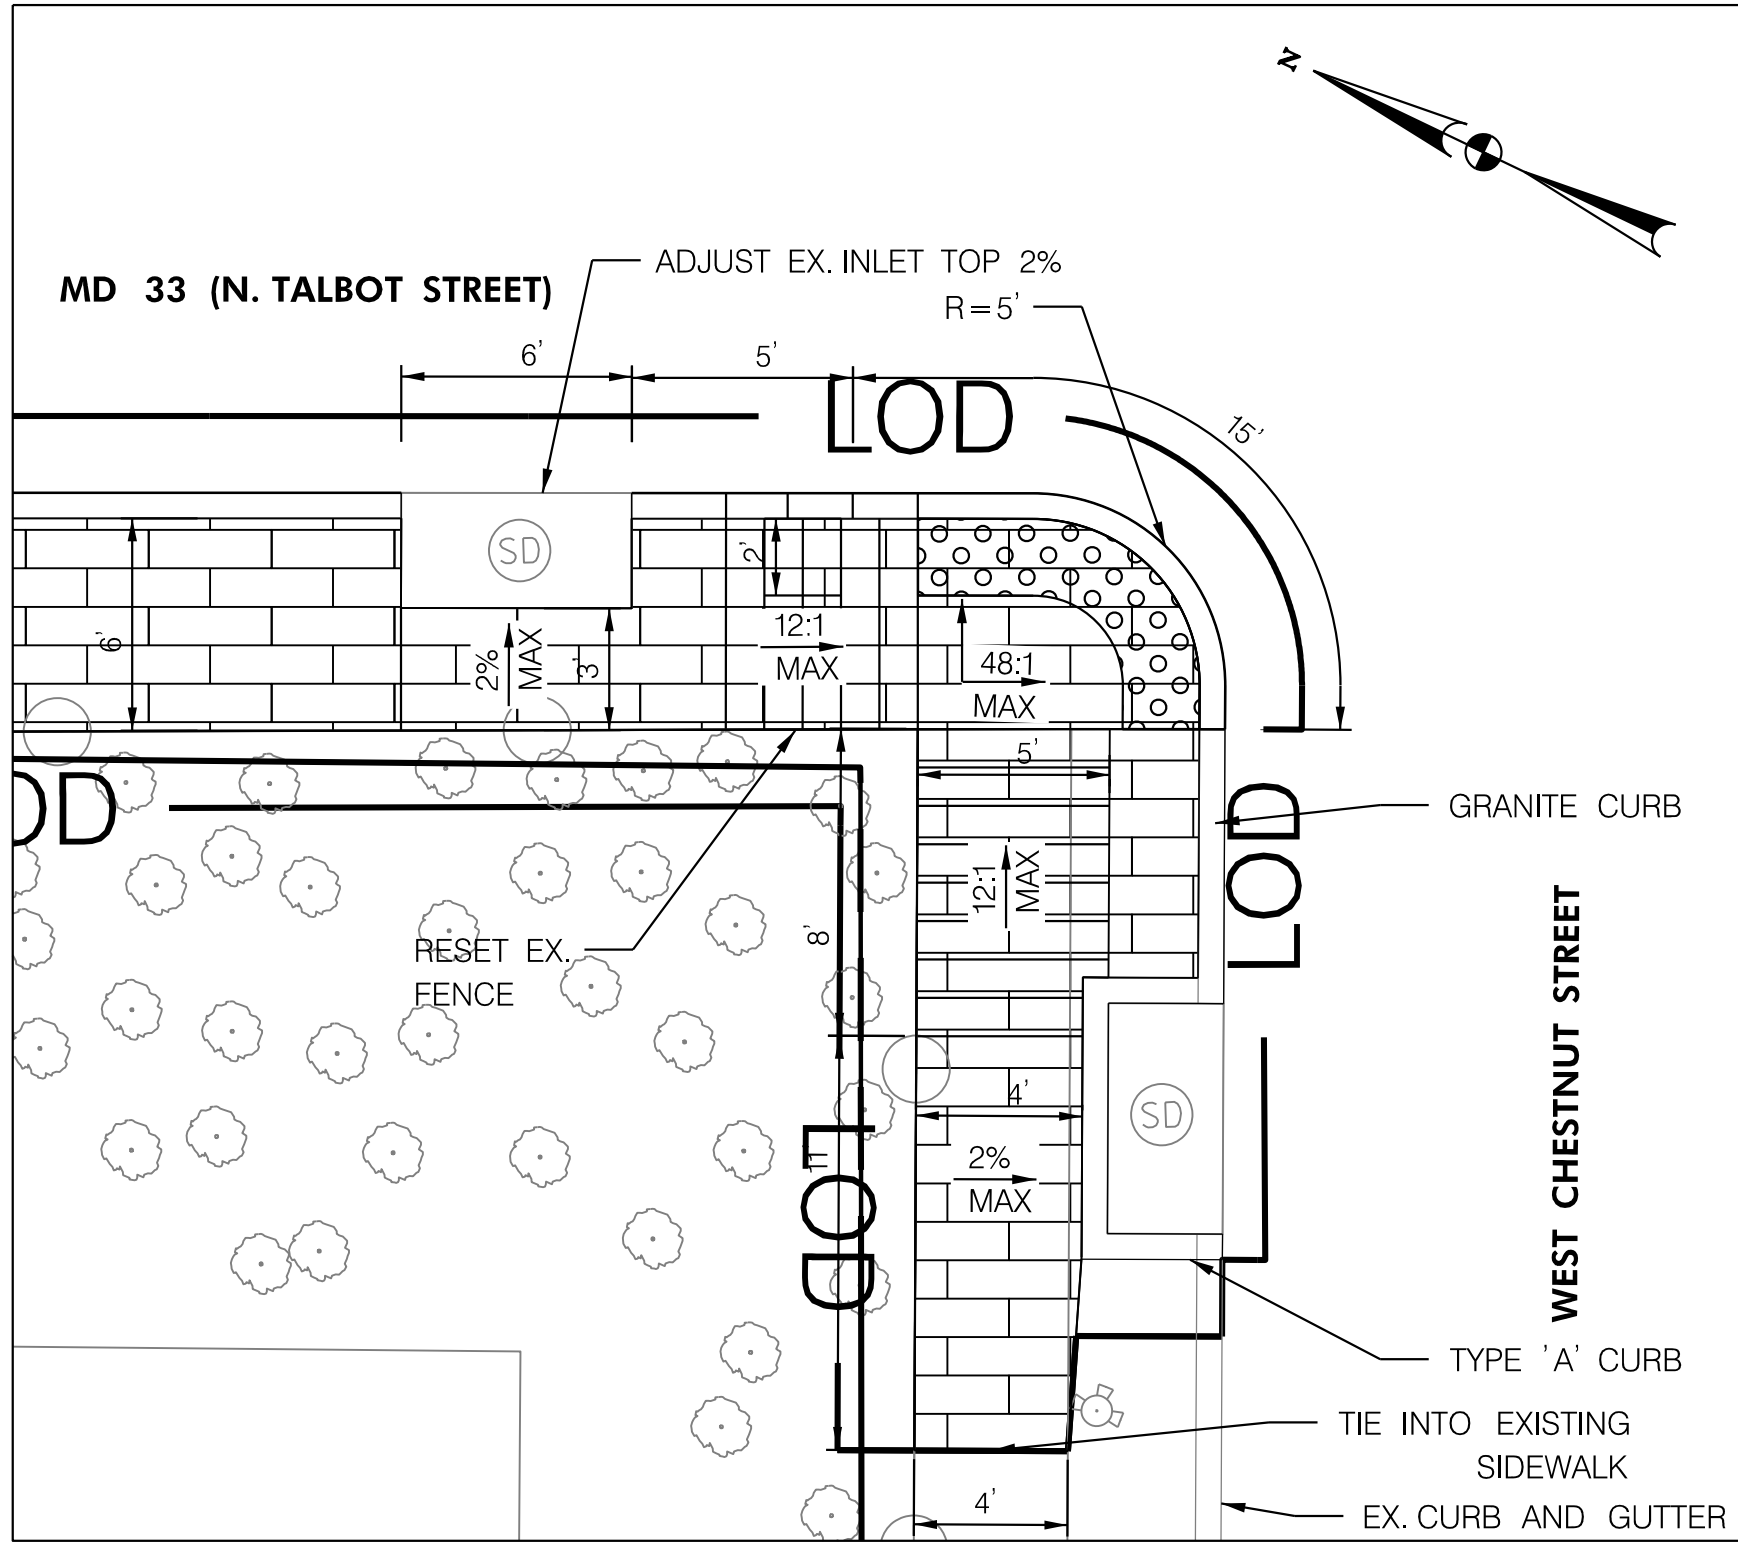 N
ADJUST EX. INLET TOP 2%
MD 33 (N. TALBOT STREET)
R=5'
6'
5'
LOD
15'
SD
2'
6'
2%
MAX
3'
12:1
MAX
48:1
MAX
5'
LOD
GRANITE CURB
OD
12:1
MAX
8'
RESET EX.
FENCE
WEST CHESTNUT STREET
4'
SD
LOD
11'
2%
MAX
TYPE 'A' CURB
TIE INTO EXISTING
SIDEWALK
4'
EX. CURB AND GUTTER